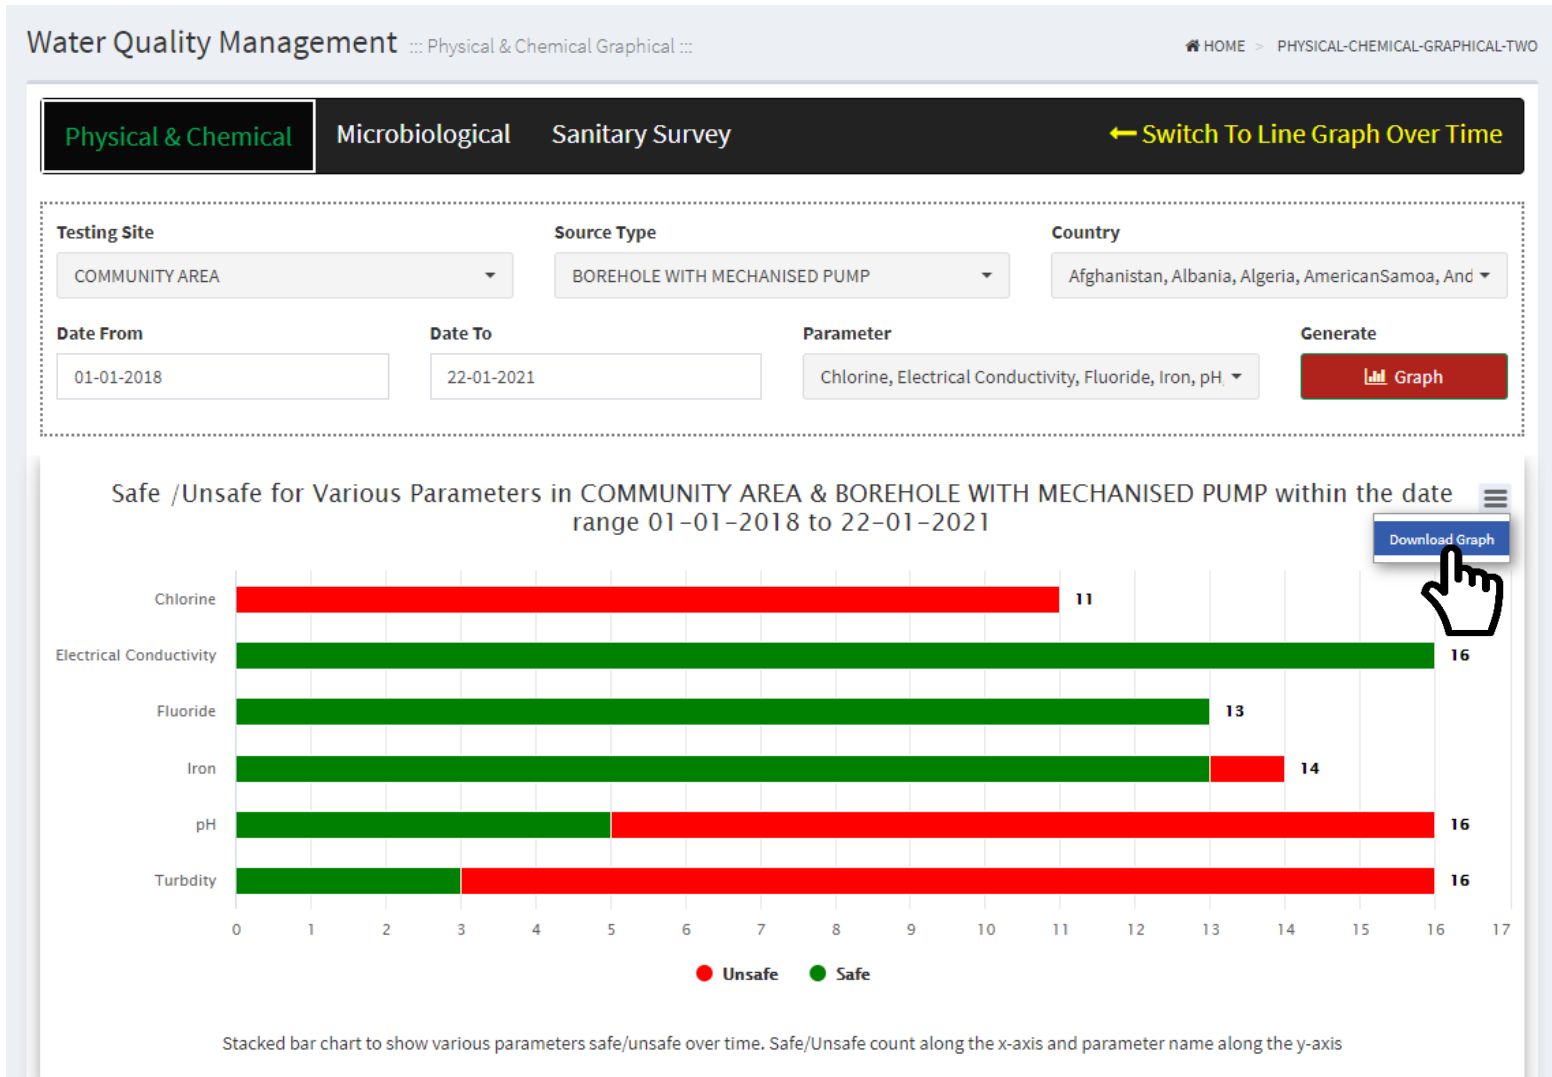 Water Quality Management ::: Physical & Chemical Graphical :::
HOME > PHYSICAL-CHEMICAL-GRAPHICAL-TWO
Physical & Chemical Microbiological Sanitary Survey Switch To Line Graph Over Time
Testing Site Source Type Country
COMMUNITY AREA BOREHOLE WITH MECHANISED PUMP Afghanistan, Albania, Algeria, AmericanSamoa, And
Date From Date To Parameter Generate
01-01-2018 22-01-2021 Chlorine, Electrical Conductivity, Fluoride, Iron, pH, Graph
Safe /Unsafe for Various Parameters in COMMUNITY AREA & BOREHOLE WITH MECHANISED PUMP within the date
range 01-01-2018 to 22-01-2021
Download Graph
Chlorine 11
Electrical Conductivity 16
Fluoride 13
Iron 14
pH 16
Turbdity 16
0 1 2 3 4 5 6 7 8 9 10 11 12 13 14 15 16 17
Unsafe Safe
Stacked bar chart to show various parameters safe/unsafe over time. Safe/Unsafe count along the x-axis and parameter name along the y-axis